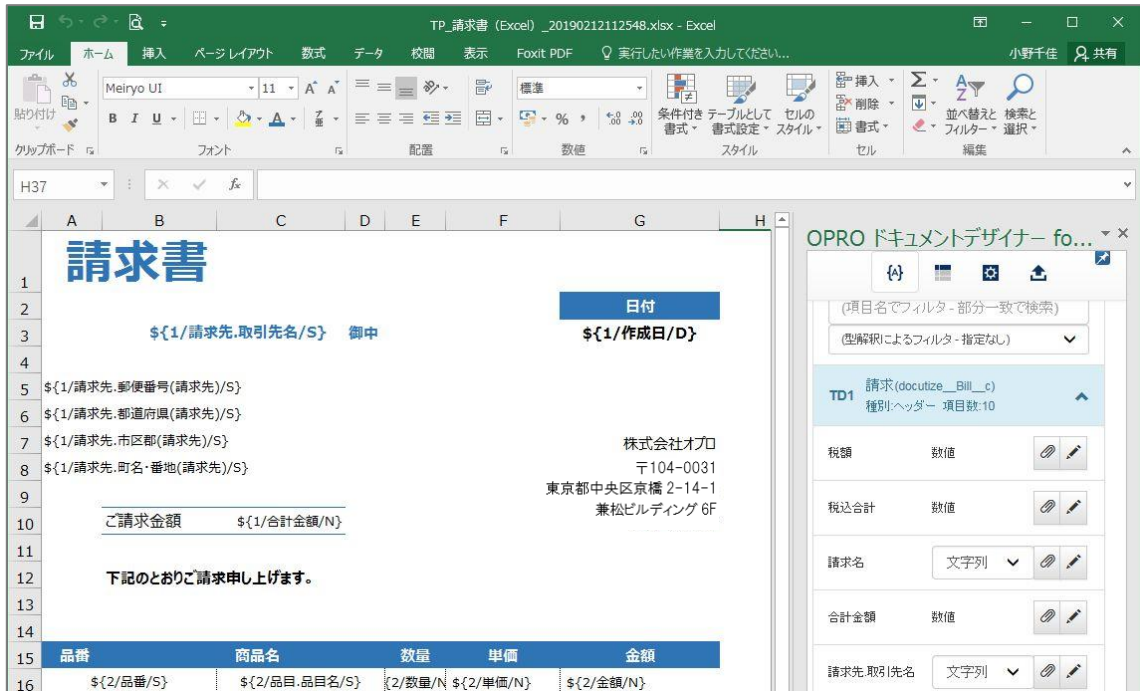 TP_請求書（Excel）_20190212112548.xlsx - Excel
ファイル ホーム 挿入 ページ レイアウト 数式 データ 校閲 表示 Foxit PDF 実行したい作業を入力してください... 小野千佳 共有
貼り付け
Meiryo UI 11 A A
B I U A
標準
% ,
条件付き書式 テーブルとして書式設定 セルのスタイル
挿入
削除
書式
並べ替えとフィルター 検索と選択
クリップボード フォント 配置 数値 スタイル セル 編集
H37 fx
A B C D E F G H
OPRO ドキュメントデザイナー fo...
1 請求書
{A}
2 日付
(項目名でフィルタ - 部分一致で検索)
3 ${1/請求先.取引先名/S} 御中 ${1/作成日/D}
(型解釈によるフィルタ - 指定なし)
4
5 ${1/請求先.郵便番号(請求先)/S}
TD1 請求(docutize__Bill__c)
種別:ヘッダー 項目数:10
6 ${1/請求先.都道府県(請求先)/S}
7 ${1/請求先.市区郡(請求先)/S} 株式会社オプロ
税額 数値
8 ${1/請求先.町名・番地(請求先)/S} 〒104-0031
9 東京都中央区京橋 2-14-1
兼松ビルディング 6F
税込合計 数値
10 ご請求金額 ${1/合計金額/N}
11
請求名 文字列
12 下記のとおりご請求申し上げます。
13
合計金額 数値
14
15 品番 商品名 数量 単価 金額
請求先.取引先名 文字列
16 ${2/品番/S} ${2/品目.品目名/S} {2/数量/N ${2/単価/N} ${2/金額/N}